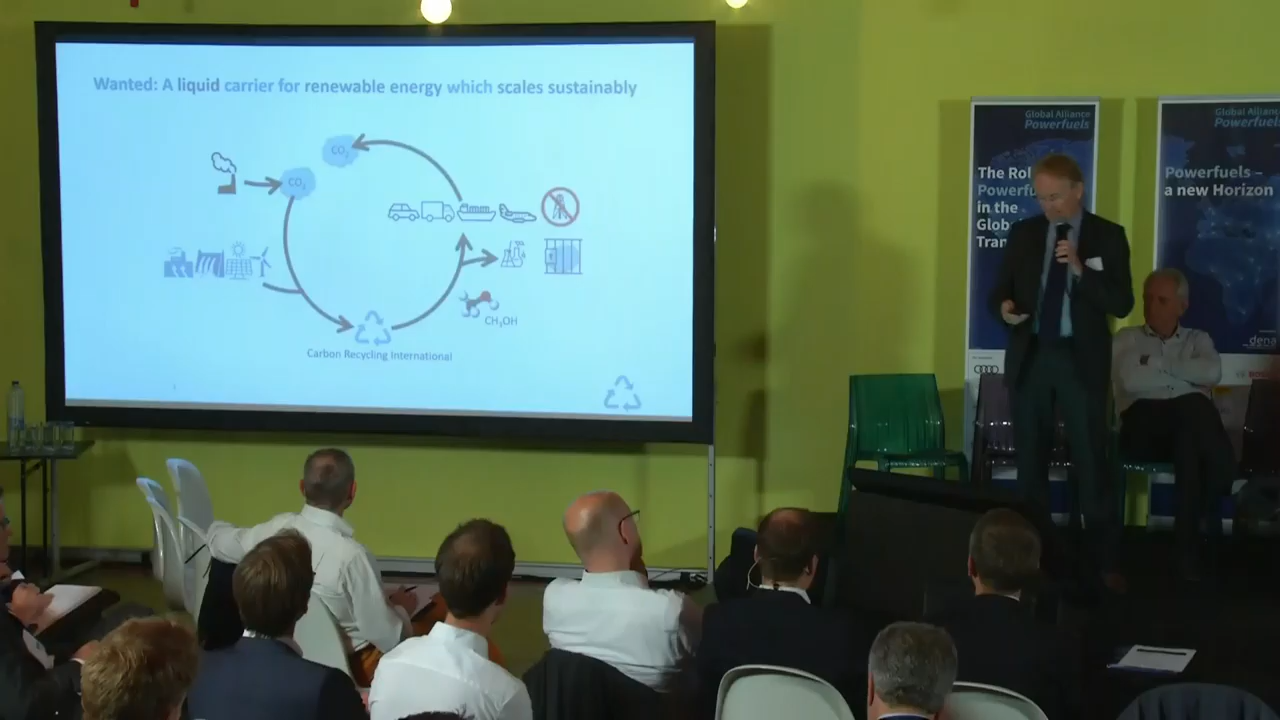 Wanted: A liquid carrier for renewable energy which scales sustainably
CO2
CO2
CH3OH
Carbon Recycling International
Global Alliance
Powerfuels
The Rol
Powerfu
in the
Globa
Tran
Global Alliance
Powerfuels
Powerfuels –
a new Horizon
dena